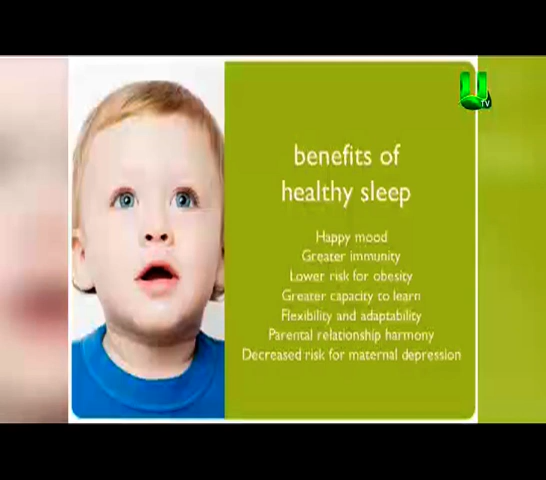 U
TV
benefits of
healthy sleep
Happy mood
Greater immunity
Lower risk for obesity
Greater capacity to learn
Flexibility and adaptability
Parental relationship harmony
Decreased risk for maternal depression